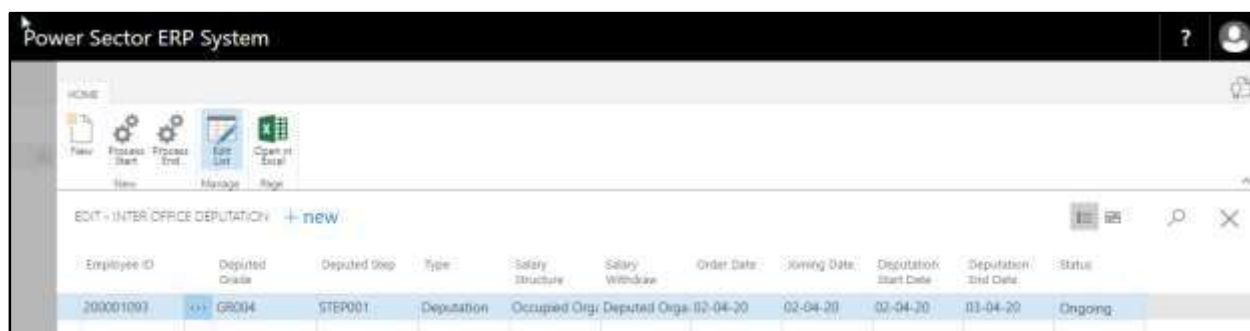 Power Sector ERP System ?
HOME
New Process Start Process End Edit List Open in Excel
New Manage Page
EDIT - INTER OFFICE DEPUTATION + new
Employee ID Deputed Grade Deputed Step Type Salary Structure Salary Withdraw Order Date Joining Date Deputation Start Date Deputation End Date Status
200001093 ... GR004 STEP001 Deputation Occupied Orga Deputed Orga 02-04-20 02-04-20 02-04-20 03-04-20 Ongoing